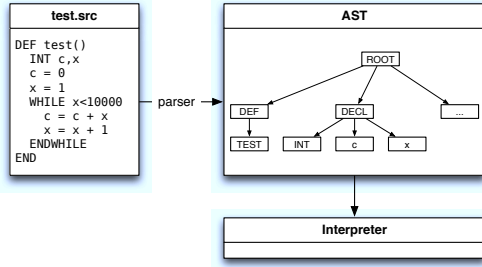 test.src
DEF test()
  INT c,x
  c = 0
  x = 1
  WHILE x<10000
    c = c + x
    x = x + 1
  ENDWHILE
END
parser
AST
ROOT
DEF DECL ...
TEST INT c x
Interpreter